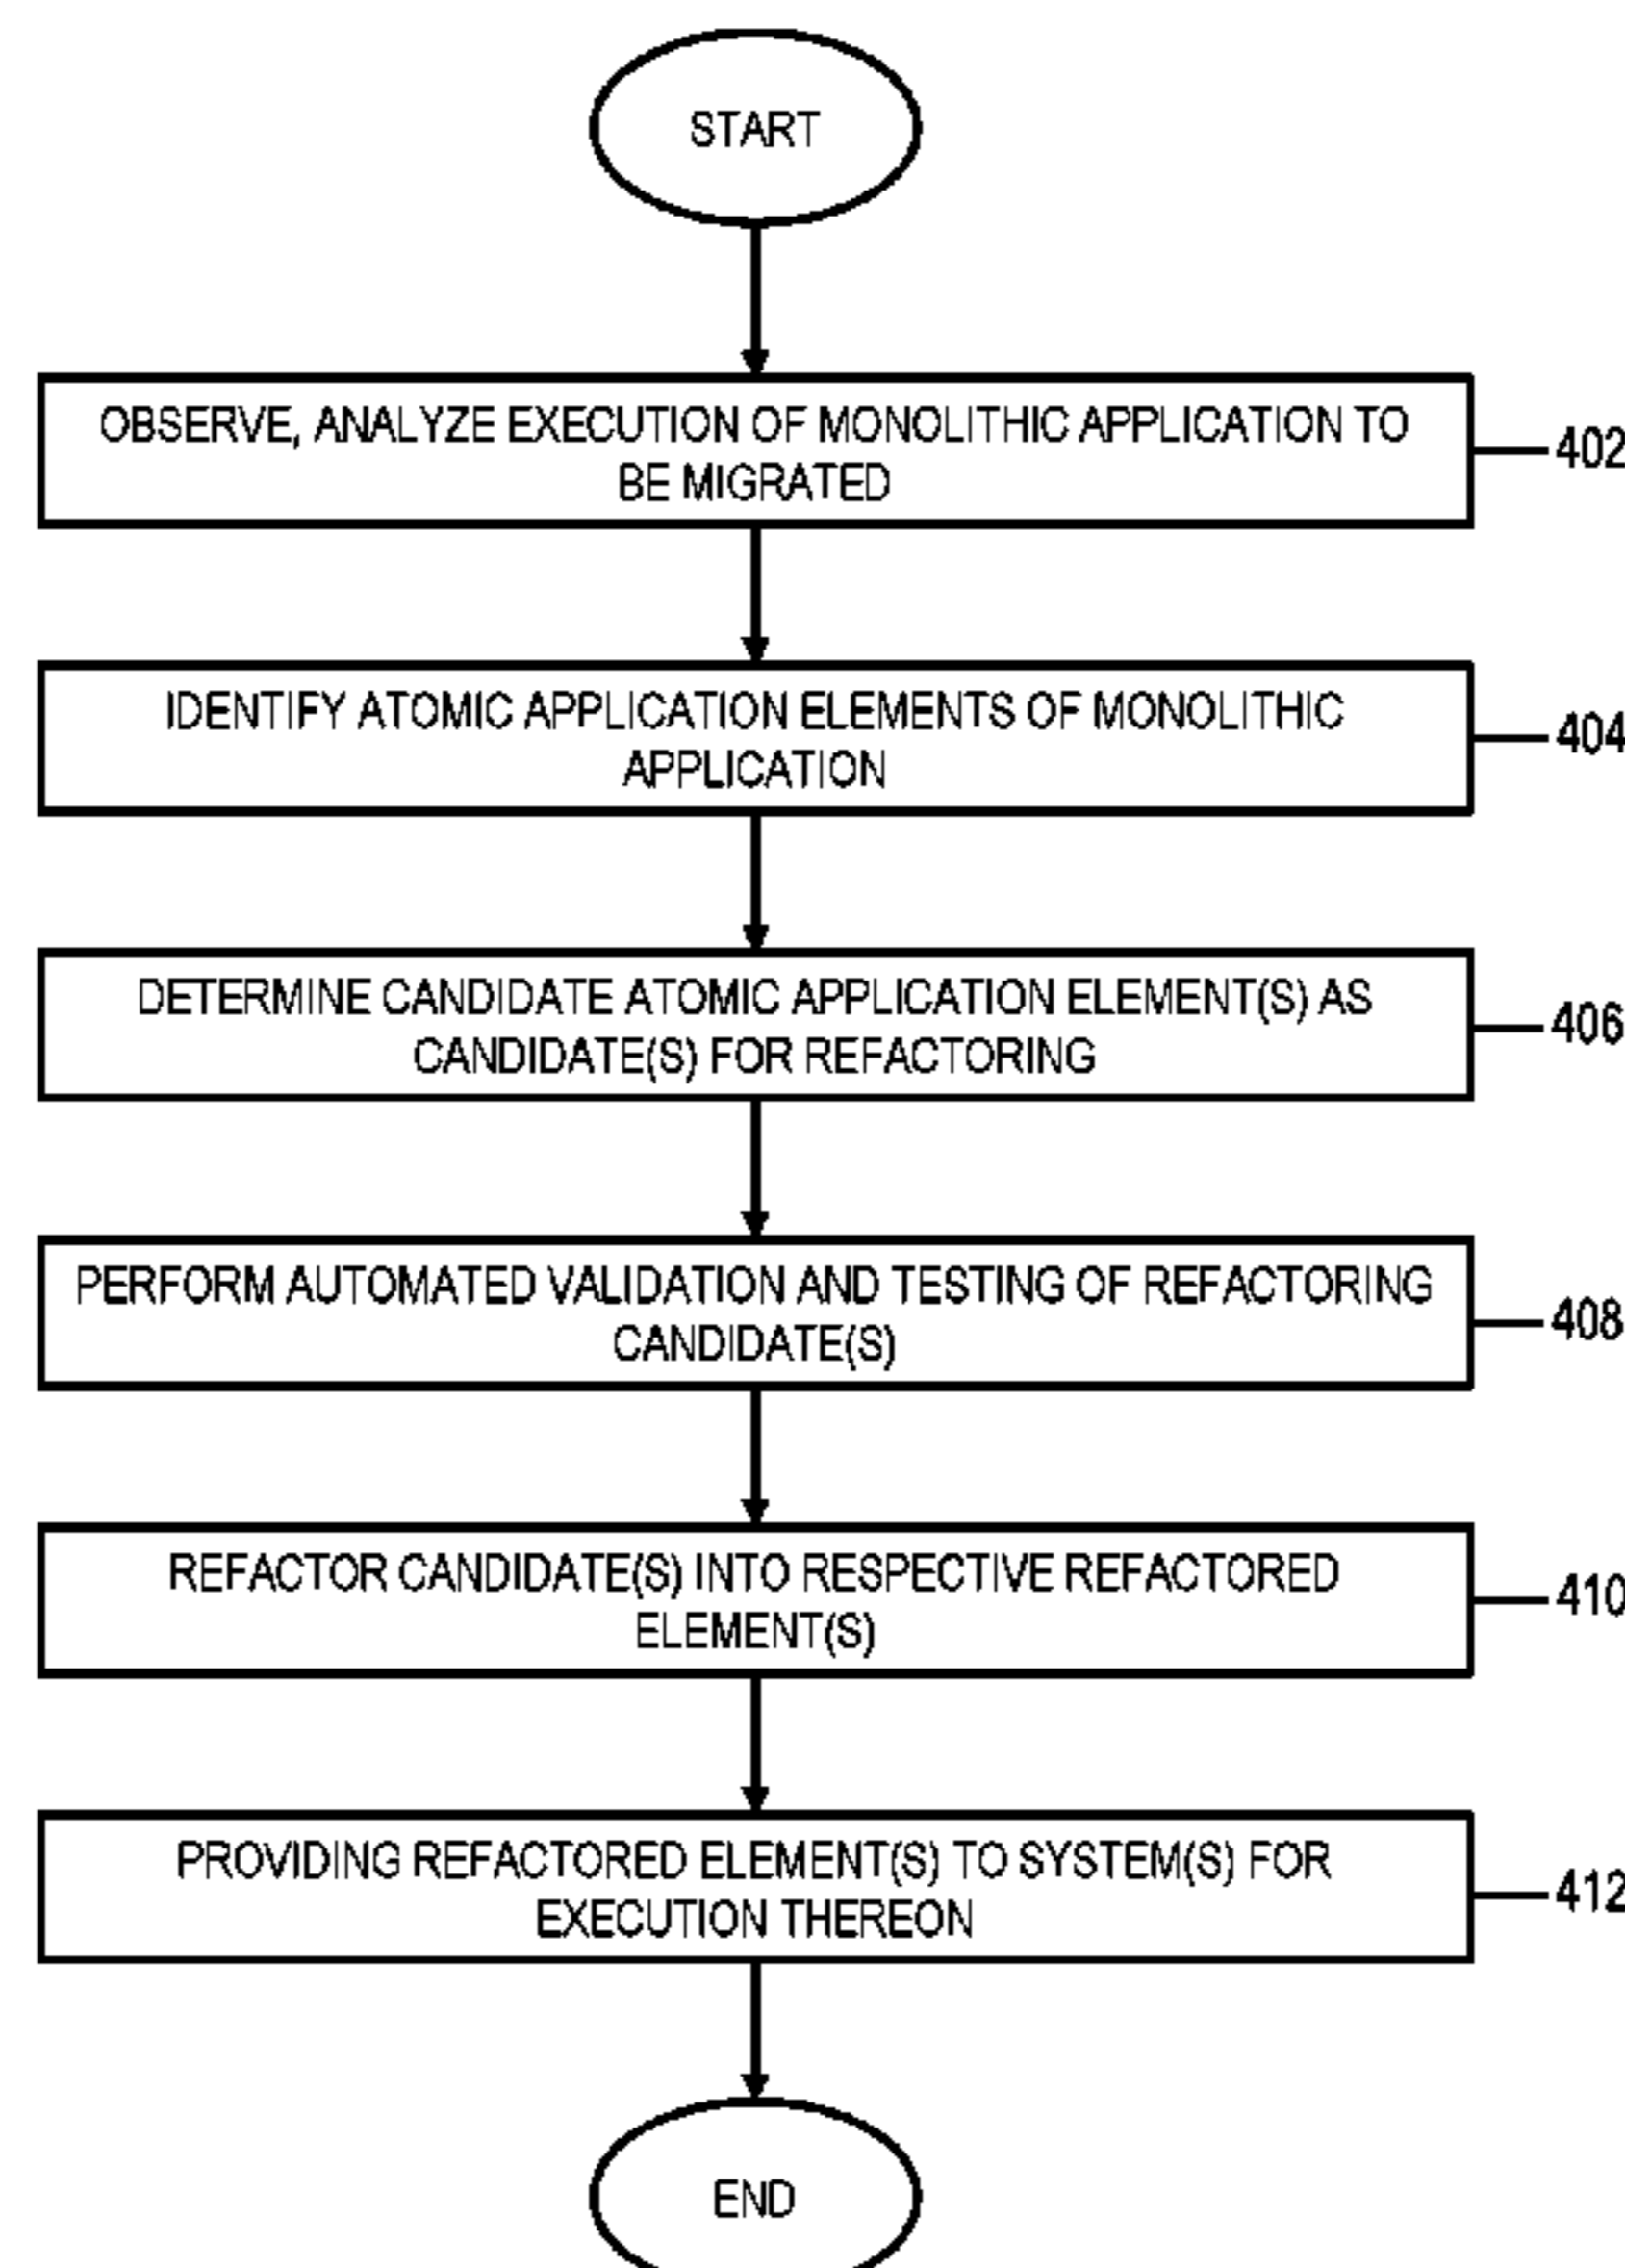 START
OBSERVE, ANALYZE EXECUTION OF MONOLITHIC APPLICATION TO
BE MIGRATED
402
IDENTIFY ATOMIC APPLICATION ELEMENTS OF MONOLITHIC
APPLICATION
404
DETERMINE CANDIDATE ATOMIC APPLICATION ELEMENT(S) AS
CANDIDATE(S) FOR REFACTORING
406
PERFORM AUTOMATED VALIDATION AND TESTING OF REFACTORING
CANDIDATE(S)
408
REFACTOR CANDIDATE(S) INTO RESPECTIVE REFACTORED
ELEMENT(S)
410
PROVIDING REFACTORED ELEMENT(S) TO SYSTEM(S) FOR
EXECUTION THEREON
412
END